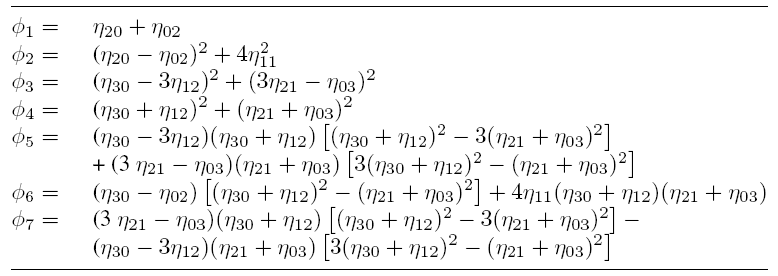 ϕ₁ = η₂₀ + η₀₂
ϕ₂ = (η₂₀ − η₀₂)² + 4η₁₁²
ϕ₃ = (η₃₀ − 3η₁₂)² + (3η₂₁ − η₀₃)²
ϕ₄ = (η₃₀ + η₁₂)² + (η₂₁ + η₀₃)²
ϕ₅ = (η₃₀ − 3η₁₂)(η₃₀ + η₁₂) [(η₃₀ + η₁₂)² − 3(η₂₁ + η₀₃)²]
+ (3 η₂₁ − η₀₃)(η₂₁ + η₀₃) [3(η₃₀ + η₁₂)² − (η₂₁ + η₀₃)²]
ϕ₆ = (η₃₀ − η₀₂) [(η₃₀ + η₁₂)² − (η₂₁ + η₀₃)²] + 4η₁₁(η₃₀ + η₁₂)(η₂₁ + η₀₃)
ϕ₇ = (3 η₂₁ − η₀₃)(η₃₀ + η₁₂) [(η₃₀ + η₁₂)² − 3(η₂₁ + η₀₃)²] −
(η₃₀ − 3η₁₂)(η₂₁ + η₀₃) [3(η₃₀ + η₁₂)² − (η₂₁ + η₀₃)²]